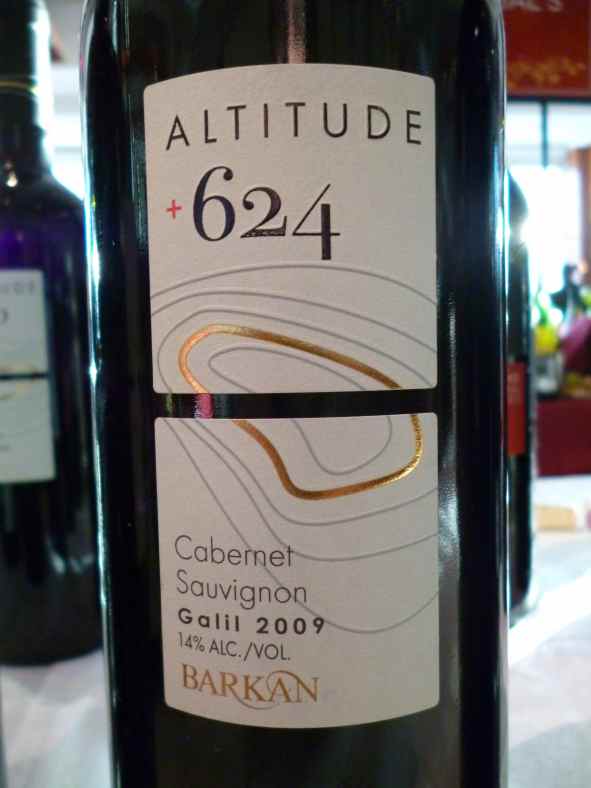 ALTITUDE
+624
Cabernet
Sauvignon
Galil 2009
14% ALC./VOL.
BARKAN